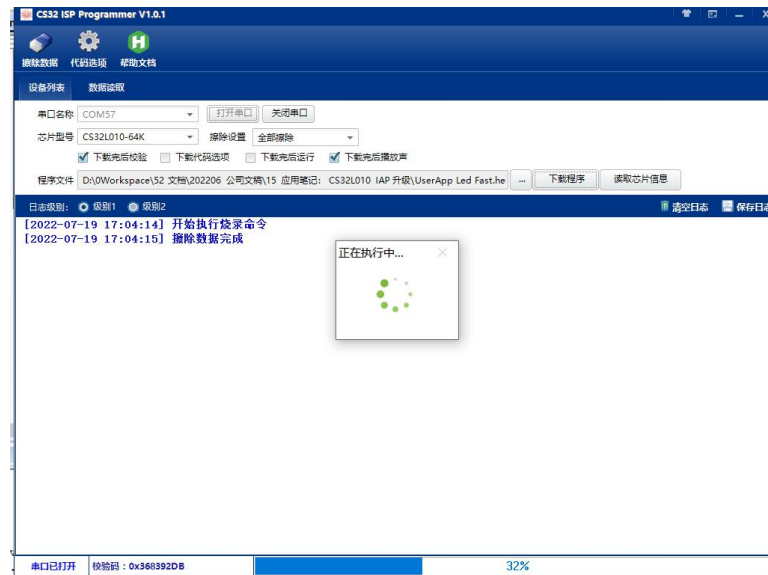 CS32 ISP Programmer V1.0.1
擦除数据 代码选项 帮助文档
设备列表 数据读取
串口名称 COM57 打开串口 关闭串口
芯片型号 CS32L010-64K 擦除设置 全部擦除
下载完后校验 下载代码选项 下载完后运行 下载完后播放声
程序文件 D:\0Workspace\52 文档\202206 公司文稿\15 应用笔记: CS32L010 IAP 升级\UserApp Led Fast.he ... 下载程序 读取芯片信息
日志级别: 级别1 级别2 清空日志 保存日志
[2022-07-19 17:04:14] 开始执行烧录命令
[2022-07-19 17:04:15] 擦除数据完成
正在执行中...
串口已打开 校验码：0x368392DB 32%